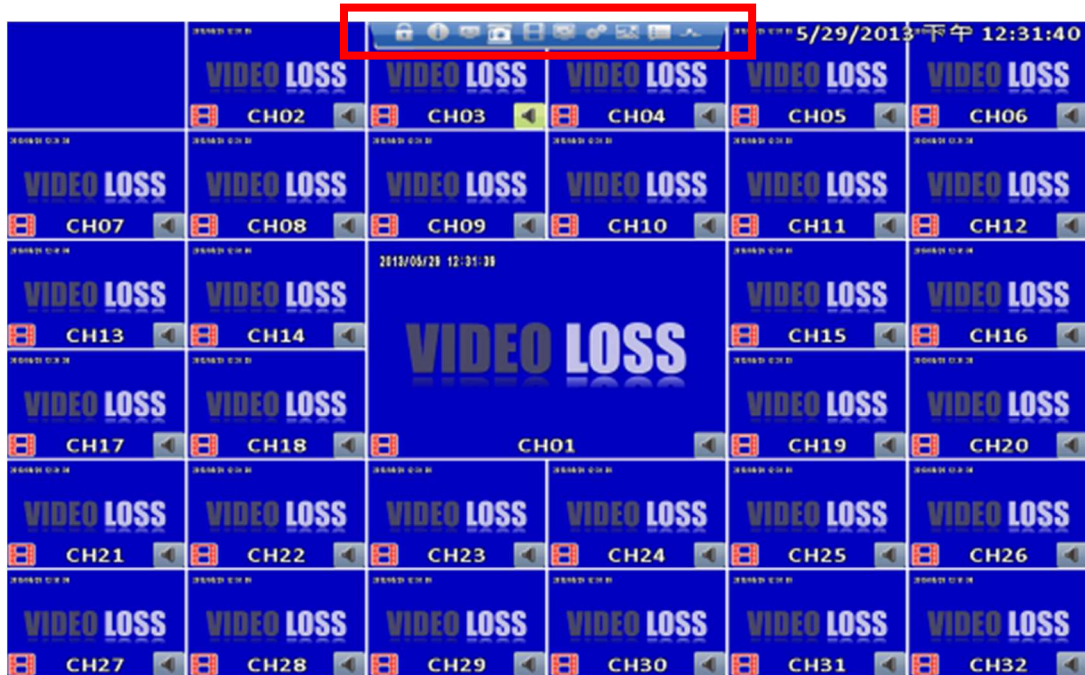 5/29/2013 下午 12:31:40
VIDEO LOSS VIDEO LOSS VIDEO LOSS VIDEO LOSS VIDEO LOSS
CH02 CH03 CH04 CH05 CH06
VIDEO LOSS VIDEO LOSS VIDEO LOSS VIDEO LOSS VIDEO LOSS VIDEO LOSS
CH07 CH08 CH09 CH10 CH11 CH12
2013/05/29 12:31:39
VIDEO LOSS VIDEO LOSS VIDEO LOSS VIDEO LOSS
CH13 CH14 CH15 CH16
VIDEO LOSS
VIDEO LOSS VIDEO LOSS VIDEO LOSS VIDEO LOSS
CH17 CH18 CH01 CH19 CH20
VIDEO LOSS VIDEO LOSS VIDEO LOSS VIDEO LOSS VIDEO LOSS VIDEO LOSS
CH21 CH22 CH23 CH24 CH25 CH26
VIDEO LOSS VIDEO LOSS VIDEO LOSS VIDEO LOSS VIDEO LOSS VIDEO LOSS
CH27 CH28 CH29 CH30 CH31 CH32